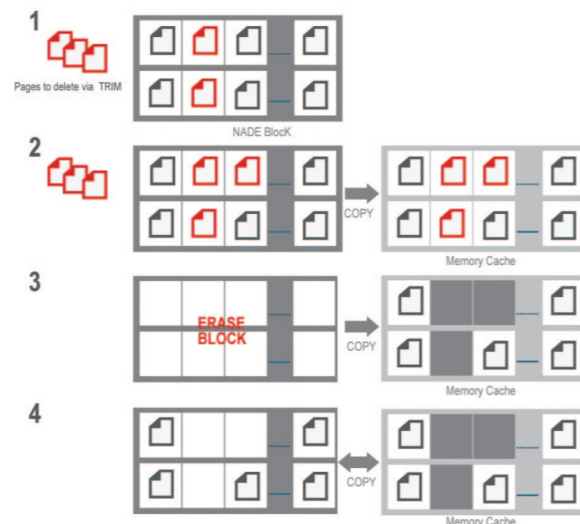 1
Pages to delete via TRIM
NADE BlocK
2
COPY
Memory Cache
3
ERASE
BLOCK
COPY
Memory Cache
4
COPY
Memory Cache